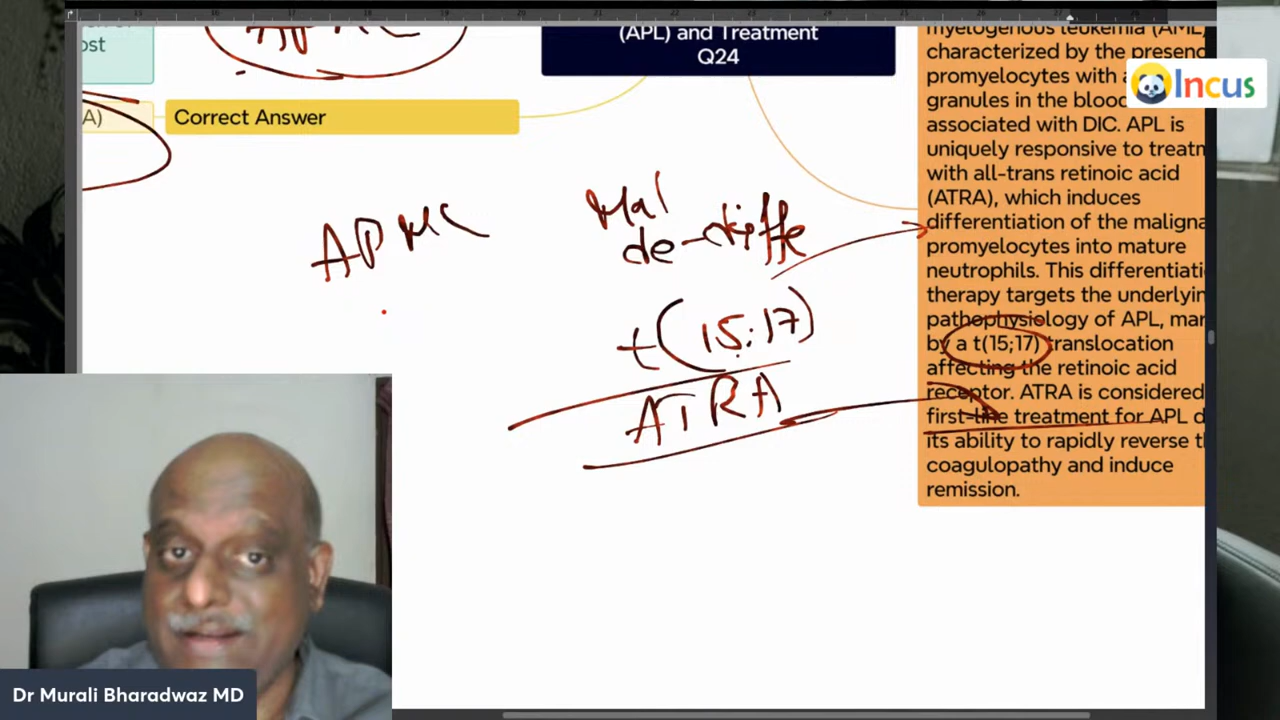 ost
A)
Correct Answer
(APL) and Treatment
Q24
myelogenous leukemia (AML)
characterized by the presenc
promyelocytes with a
granules in the blood
associated with DIC. APL is
uniquely responsive to treatm
with all-trans retinoic acid
(ATRA), which induces
differentiation of the maligna
promyelocytes into mature
neutrophils. This differentiati
therapy targets the underlyin
pathophysiology of APL, mar
by a t(15;17) translocation
affecting the retinoic acid
receptor. ATRA is considered
first-line treatment for APL d
its ability to rapidly reverse t
coagulopathy and induce
remission.
Incus
APML
Mal
de-diffe
t(15;17)
ATRA
Dr Murali Bharadwaz MD